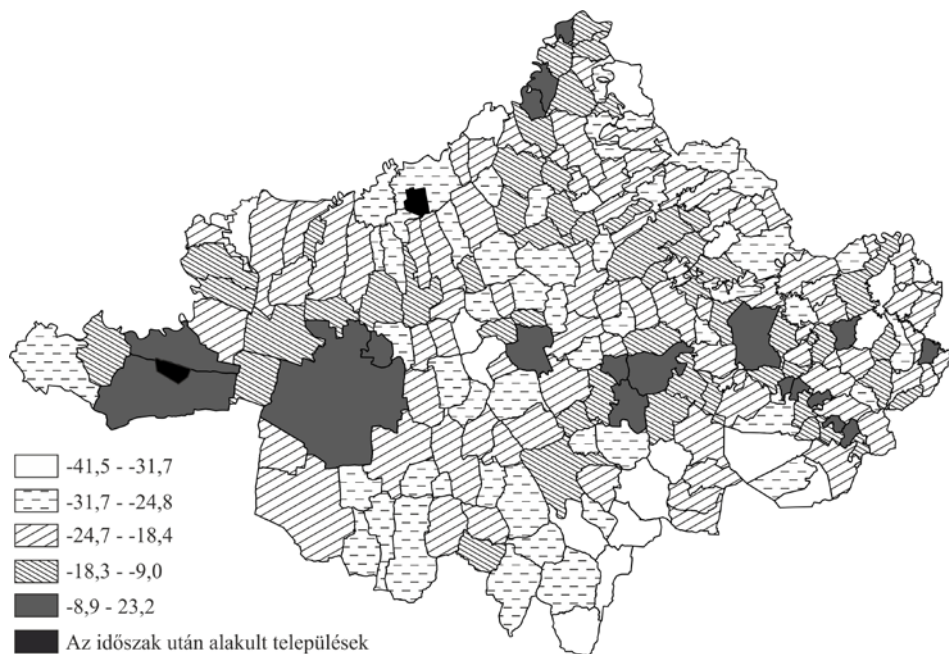 -41,5 - -31,7
-31,7 - -24,8
-24,7 - -18,4
-18,3 - -9,0
-8,9 - 23,2
Az időszak után alakult települések